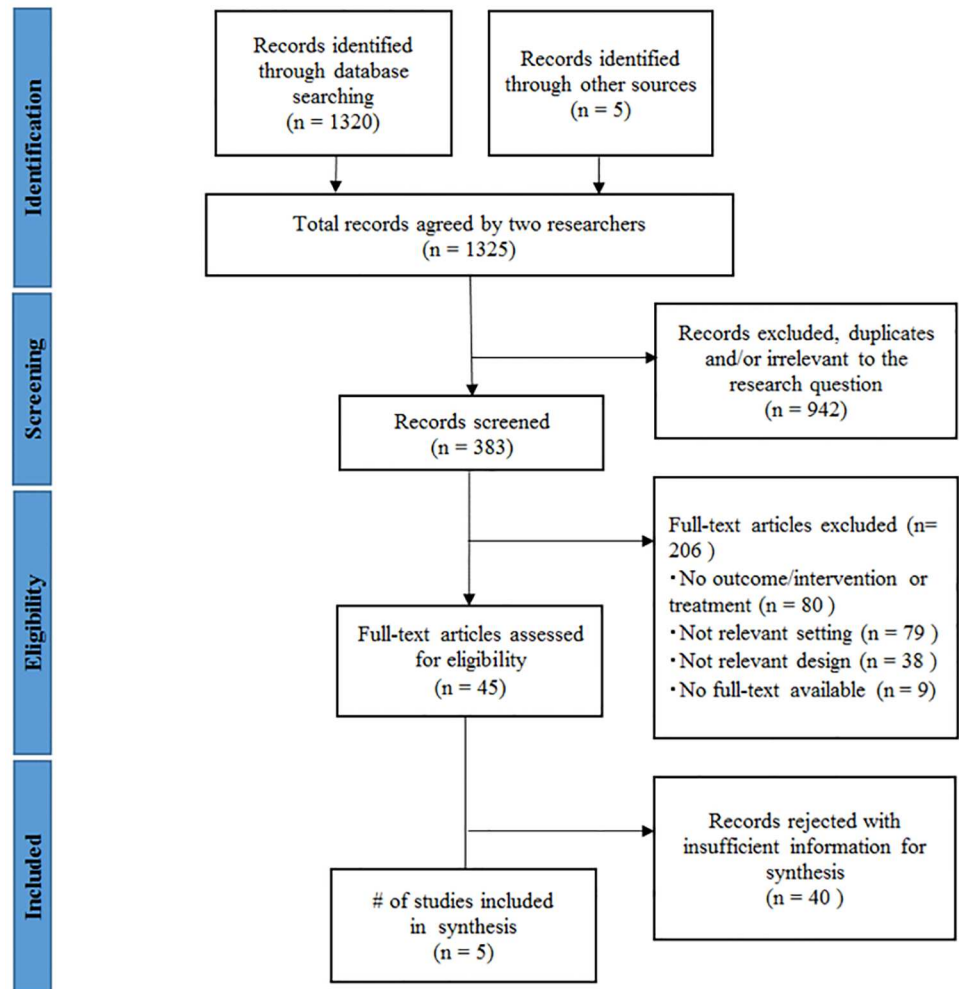 Identification
Records identified
through database
searching
(n = 1320)
Records identified
through other sources
(n = 5)
Total records agreed by two researchers
(n = 1325)
Screening
Records excluded, duplicates
and/or irrelevant to the
research question
(n = 942)
Records screened
(n = 383)
Eligibility
Full-text articles excluded (n=
206 )
・No outcome/intervention or
treatment (n = 80 )
・Not relevant setting (n = 79 )
・Not relevant design (n = 38 )
・No full-text available (n = 9)
Full-text articles assessed
for eligibility
(n = 45)
Included
Records rejected with
insufficient information for
synthesis
(n = 40 )
# of studies included
in synthesis
(n = 5)